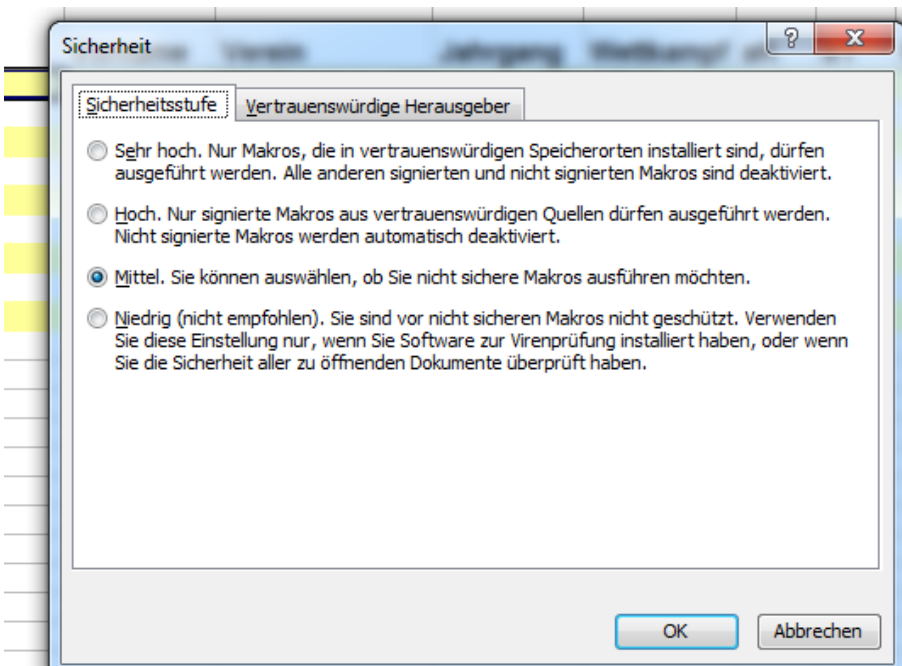 Sicherheit
Verein Jahrgang Wettkampf
Sicherheitsstufe Vertrauenswürdige Herausgeber
Sehr hoch. Nur Makros, die in vertrauenswürdigen Speicherorten installiert sind, dürfen
ausgeführt werden. Alle anderen signierten und nicht signierten Makros sind deaktiviert.
Hoch. Nur signierte Makros aus vertrauenswürdigen Quellen dürfen ausgeführt werden.
Nicht signierte Makros werden automatisch deaktiviert.
Mittel. Sie können auswählen, ob Sie nicht sichere Makros ausführen möchten.
Niedrig (nicht empfohlen). Sie sind vor nicht sicheren Makros nicht geschützt. Verwenden
Sie diese Einstellung nur, wenn Sie Software zur Virenprüfung installiert haben, oder wenn
Sie die Sicherheit aller zu öffnenden Dokumente überprüft haben.
OK Abbrechen